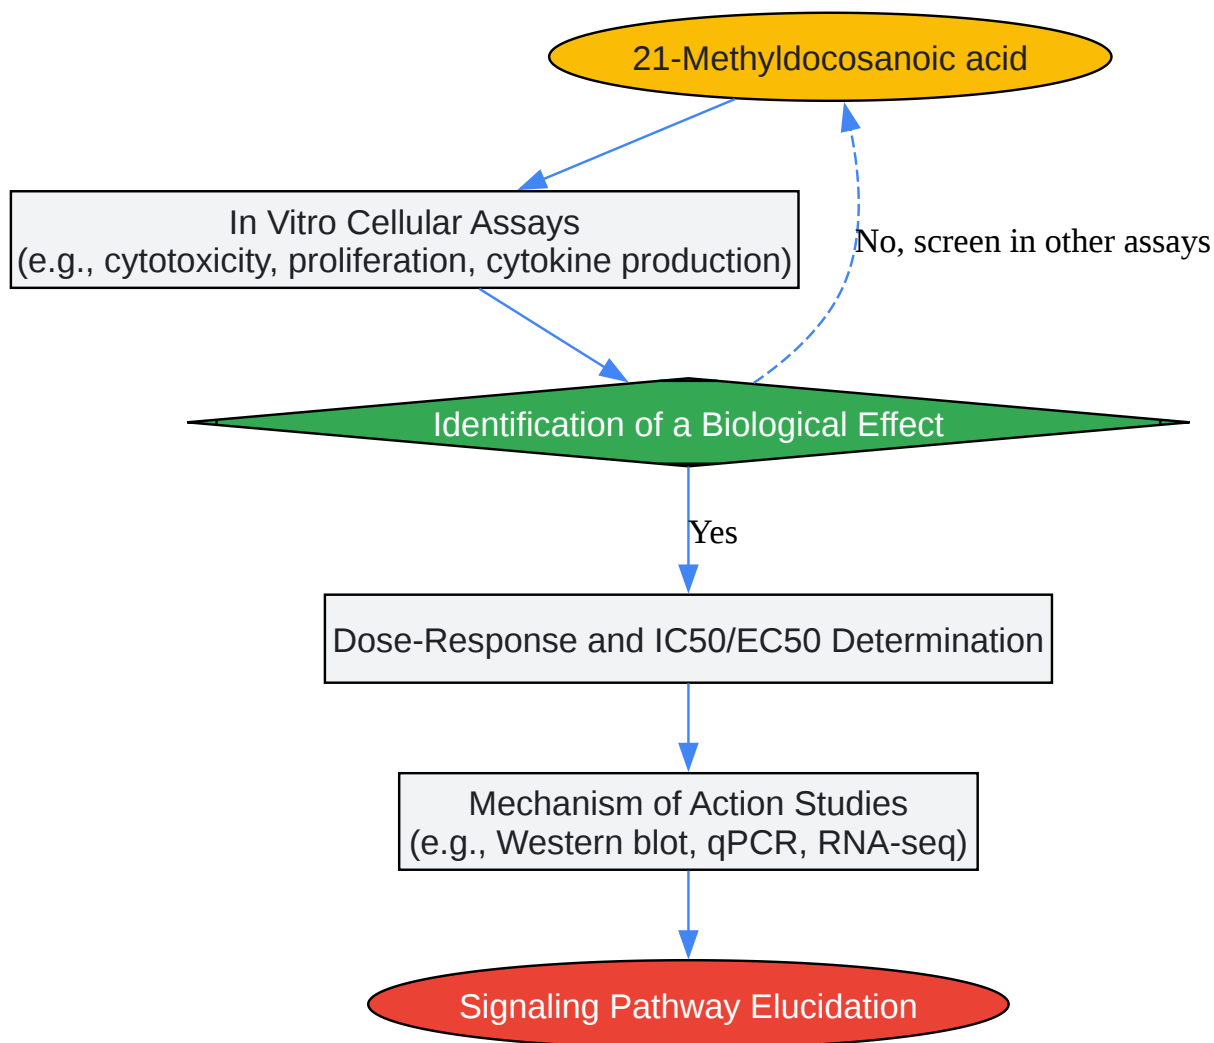 21-Methyldocosanoic acid
In Vitro Cellular Assays
(e.g., cytotoxicity, proliferation, cytokine production)
No, screen in other assays
Identification of a Biological Effect
Yes
Dose-Response and IC50/EC50 Determination
Mechanism of Action Studies
(e.g., Western blot, qPCR, RNA-seq)
Signaling Pathway Elucidation